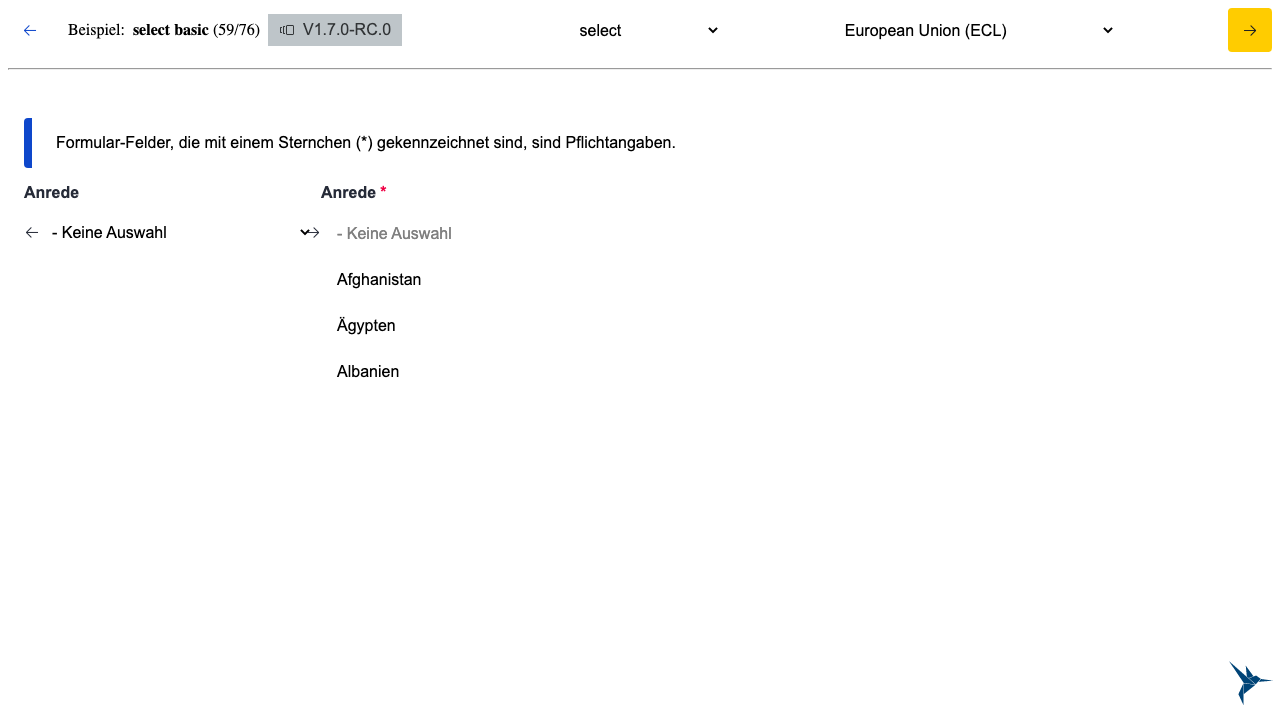 Beispiel: select basic (59/76) V1.7.0-RC.0 select European Union (ECL)
Formular-Felder, die mit einem Sternchen (*) gekennzeichnet sind, sind Pflichtangaben.
Anrede Anrede *
- Keine Auswahl - Keine Auswahl
Afghanistan
Ägypten
Albanien